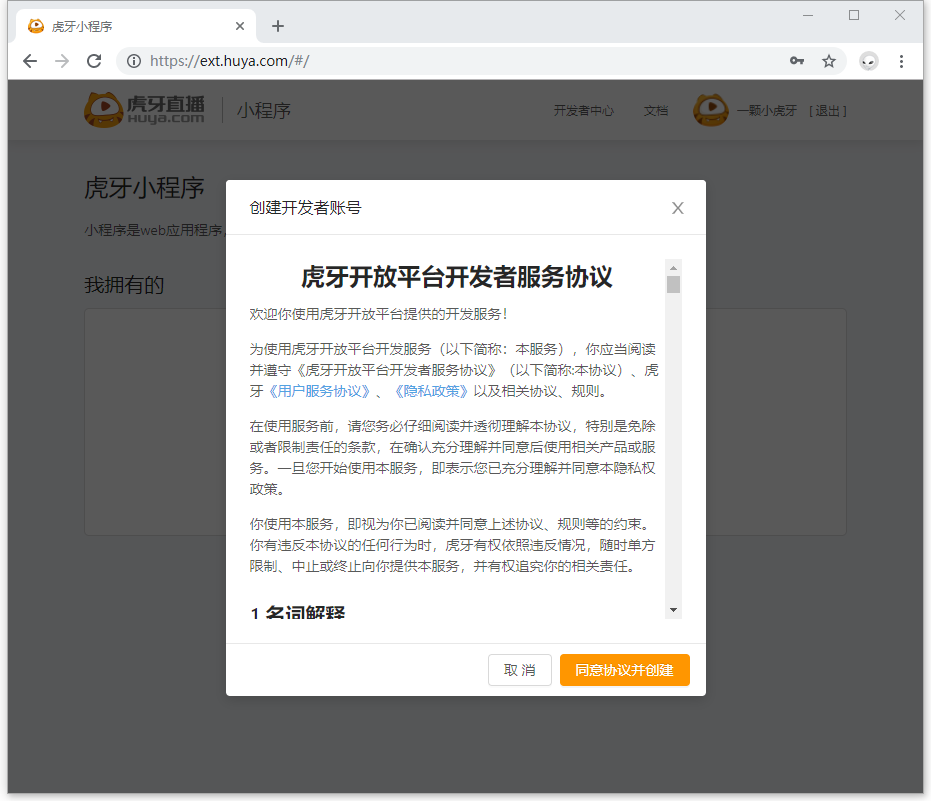 虎牙小程序
https://ext.huya.com/#/
虎牙直播
HUYA.COM
小程序
开发者中心
文档
一颗小虎牙
[ 退出 ]
虎牙小程序
小程序是web应用程序，
我拥有的
创建开发者账号
虎牙开放平台开发者服务协议
欢迎你使用虎牙开放平台提供的开发服务！
为使用虎牙开放平台开发服务（以下简称：本服务），你应当阅读
并遵守《虎牙开放平台开发者服务协议》（以下简称:本协议）、虎
牙《用户服务协议》、《隐私政策》以及相关协议、规则。
在使用服务前，请您务必仔细阅读并透彻理解本协议，特别是免除
或者限制责任的条款，在确认充分理解并同意后使用相关产品或服
务。一旦您开始使用本服务，即表示您已充分理解并同意本隐私权
政策。
你使用本服务，即视为你已阅读并同意上述协议、规则等的约束。
你有违反本协议的任何行为时，虎牙有权依照违反情况，随时单方
限制、中止或终止向你提供本服务，并有权追究你的相关责任。
1 名词解释
取 消
同意协议并创建